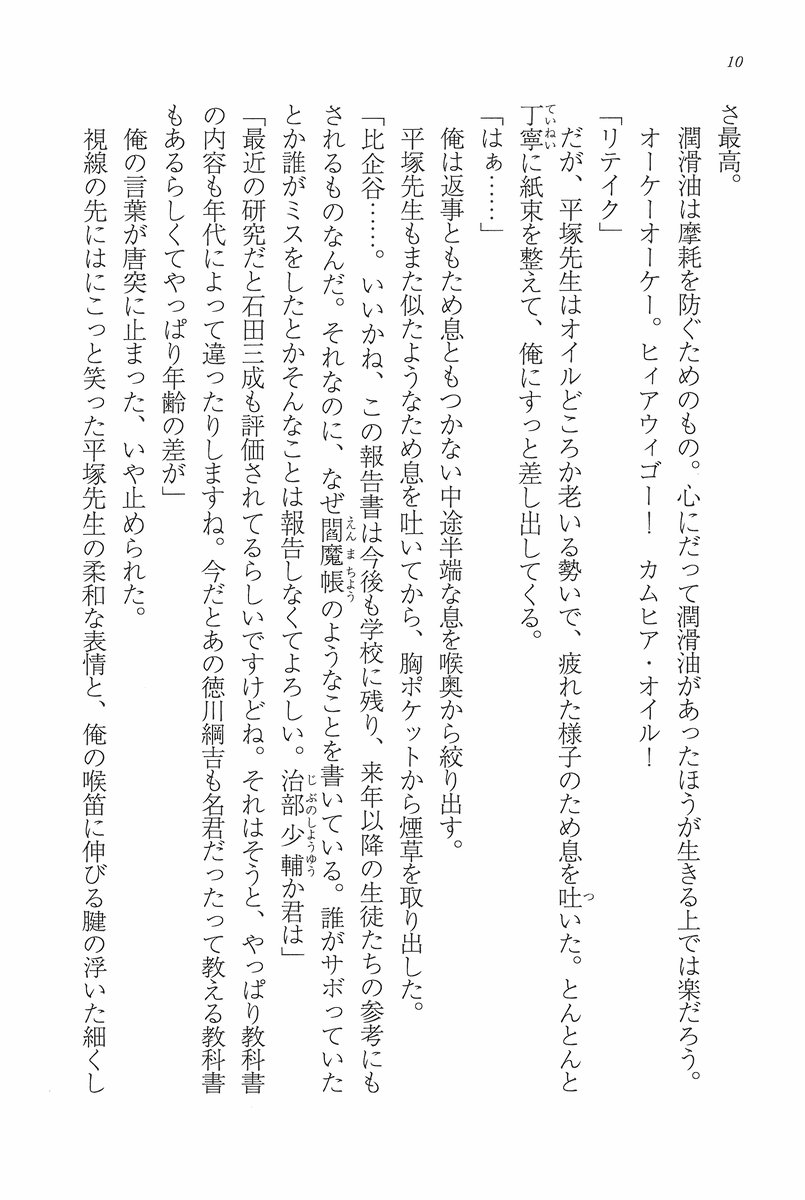 10
さ最高。
潤滑油は摩耗を防ぐためのもの。心にだって潤滑油があったほうが生きる上では楽だろう。
オーケーオーケー。ヒィアウィゴー！　カムヒア・オイル！
「リテイク」
だが、平塚先生はオイルどころか老いる勢いで、疲れた様子のため息を吐いた。とんとんと
丁寧に紙束を整えて、俺にすっと差し出してくる。
「はぁ……」
俺は返事ともため息ともつかない中途半端な息を喉奥から絞り出す。
平塚先生もまた似たようなため息を吐いてから、胸ポケットから煙草を取り出した。
「比企谷……。いいかね、この報告書は今後も学校に残り、来年以降の生徒たちの参考にも
されるものなんだ。それなのに、なぜ閻魔帳のようなことを書いている。誰がサボっていた
とか誰がミスをしたとかそんなことは報告しなくてよろしい。治部少輔か君は」
「最近の研究だと石田三成も評価されてるらしいですけどね。それはそうと、やっぱり教科書
の内容も年代によって違ったりしますね。今だとあの徳川綱吉も名君だったって教える教科書
もあるらしくてやっぱり年齢の差が」
俺の言葉が唐突に止まった、いや止められた。
視線の先にはにこっと笑った平塚先生の柔和な表情と、俺の喉笛に伸びる腱の浮いた細くし